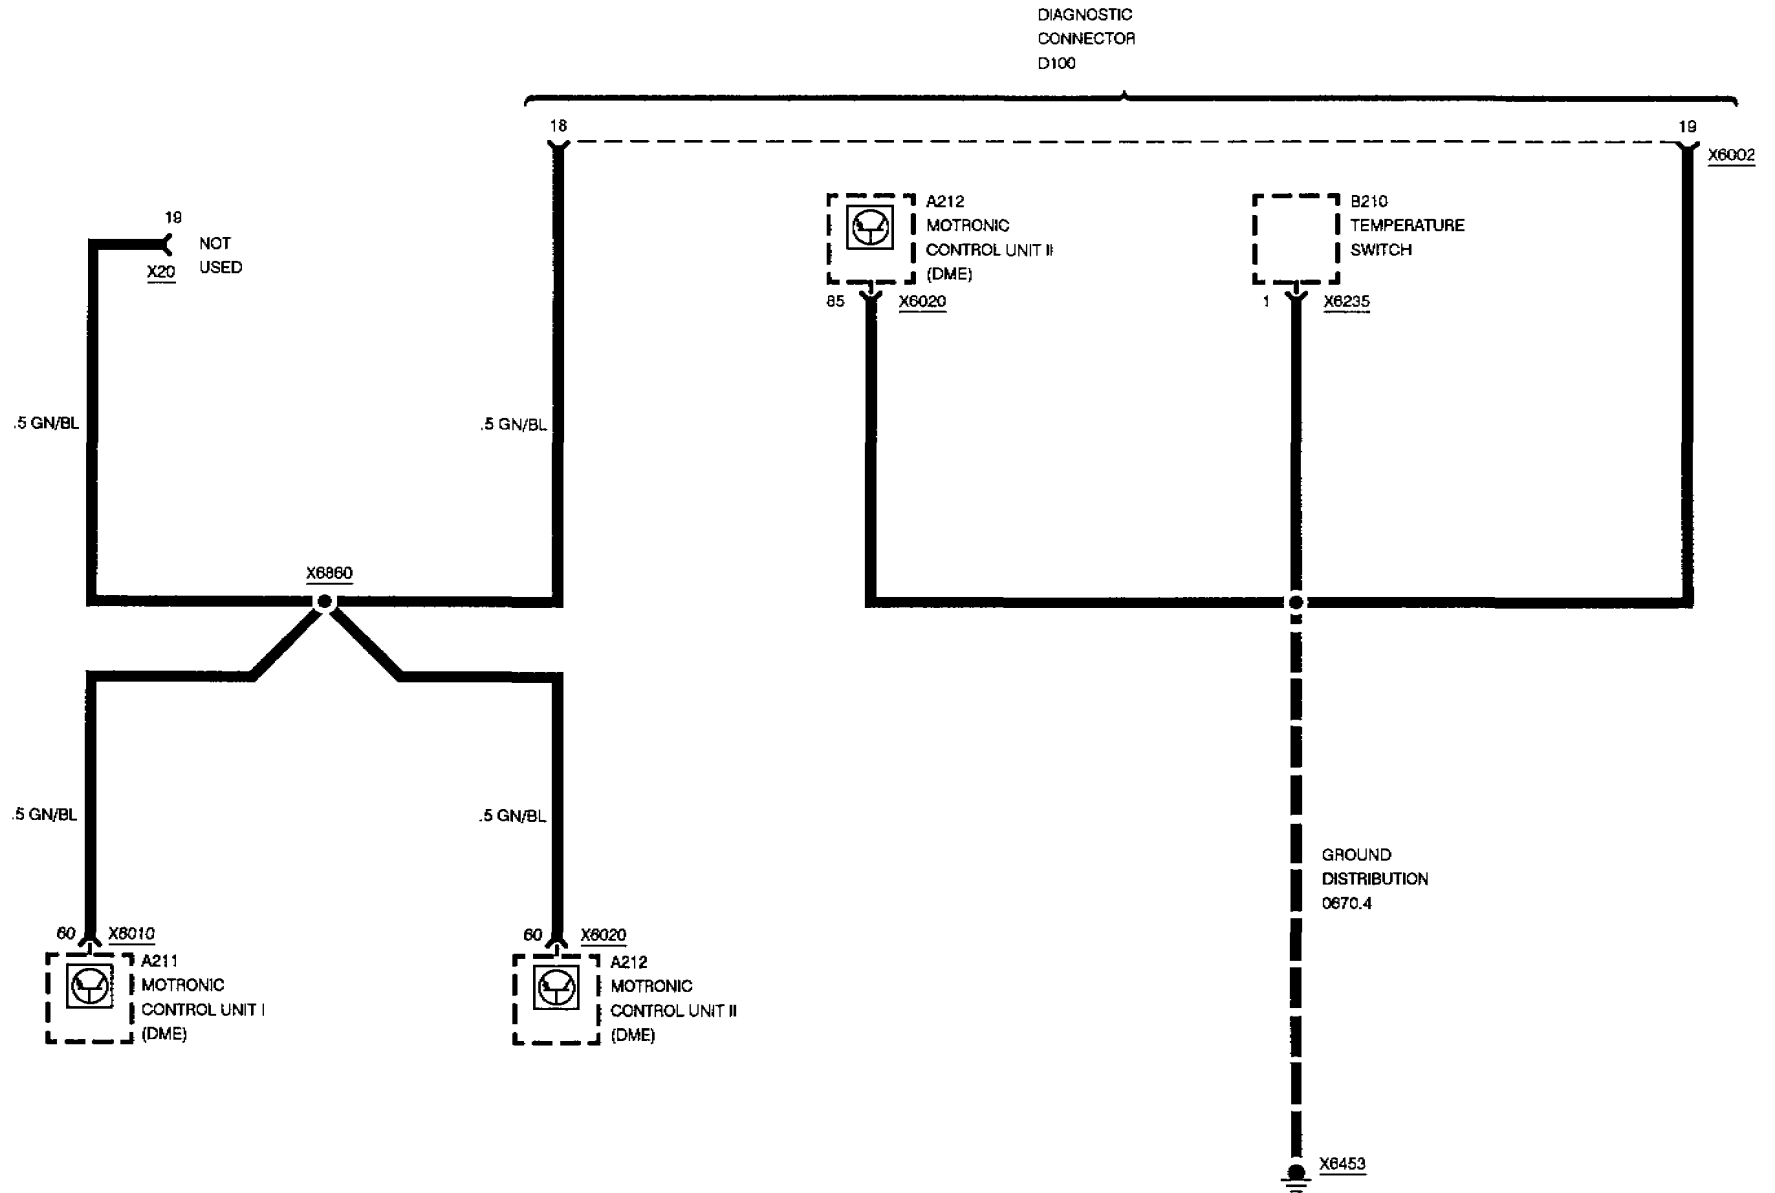 DIAGNOSTIC
CONNECTOR
D100
18
19
X6002
19
NOT
USED
X20
A212
MOTRONIC
CONTROL UNIT II
(DME)
85
X6020
B210
TEMPERATURE
SWITCH
1
X6235
.5 GN/BL
.5 GN/BL
X6860
.5 GN/BL
.5 GN/BL
GROUND
DISTRIBUTION
0670.4
60
X6010
A211
MOTRONIC
CONTROL UNIT I
(DME)
60
X6020
A212
MOTRONIC
CONTROL UNIT II
(DME)
X6453